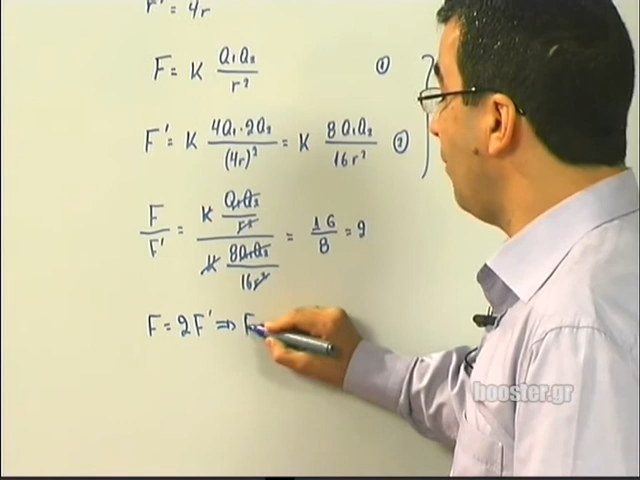 r' = 4r
F = K Q₁Q₂ / r² ①
F' = K 4Q₁·2Q₂ / (4r)² = K 8Q₁Q₂ / 16r² ②
F / F' = K Q₁Q₂ / r² / K 8Q₁Q₂ / 16r² = 16 / 8 = 2
F = 2F' ⇒ F
booster.gr